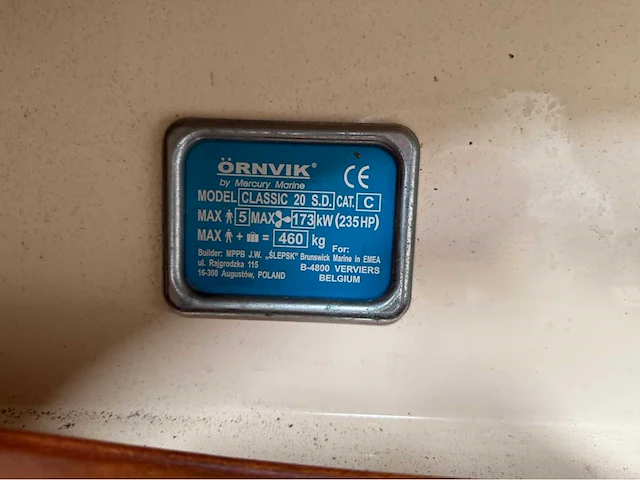 ÖRNVIK®
by Mercury Marine
CE
MODEL CLASSIC 20 S.D. CAT. C
MAX 5 MAX 173 kW (235HP)
MAX + = 460 kg
Builder: MPPB J.W. „ŚLEPSK"
ul. Rajgrodzka 115
16-300 Augustów, POLAND
For:
Brunswick Marine in EMEA
B-4800 VERVIERS
BELGIUM